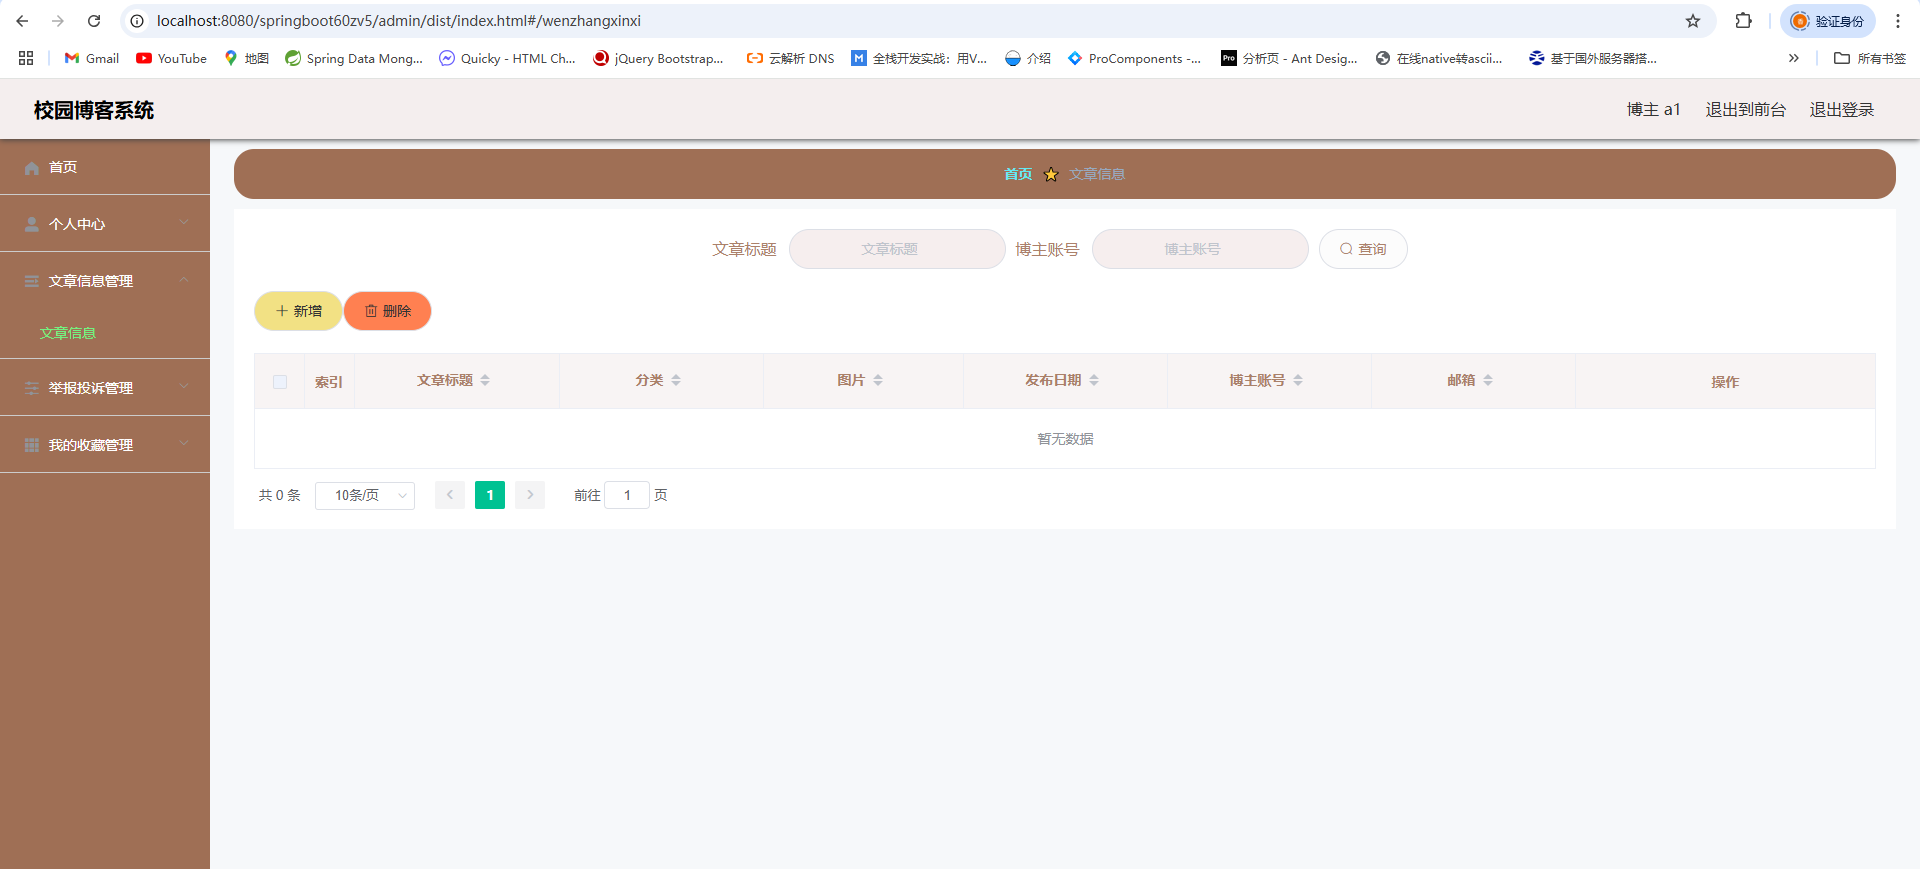 localhost:8080/springboot60zv5/admin/dist/index.html#/wenzhangxinxi 验证身份
Gmail YouTube 地图 Spring Data Mong... Quicky - HTML Ch... jQuery Bootstrap... 云解析 DNS M 全栈开发实战：用V... 介绍 ProComponents -... Pro 分析页 - Ant Desig... 在线native转ascii... 基于国外服务器搭... » 所有书签
校园博客系统 博主 a1 退出到前台 退出登录
首页
个人中心
文章信息管理
文章信息
举报投诉管理
我的收藏管理
首页 文章信息
文章标题 文章标题 博主账号 博主账号 查询
新增 删除
索引 文章标题 分类 图片 发布日期 博主账号 邮箱 操作
暂无数据
共 0 条 10条/页 1 前往 1 页